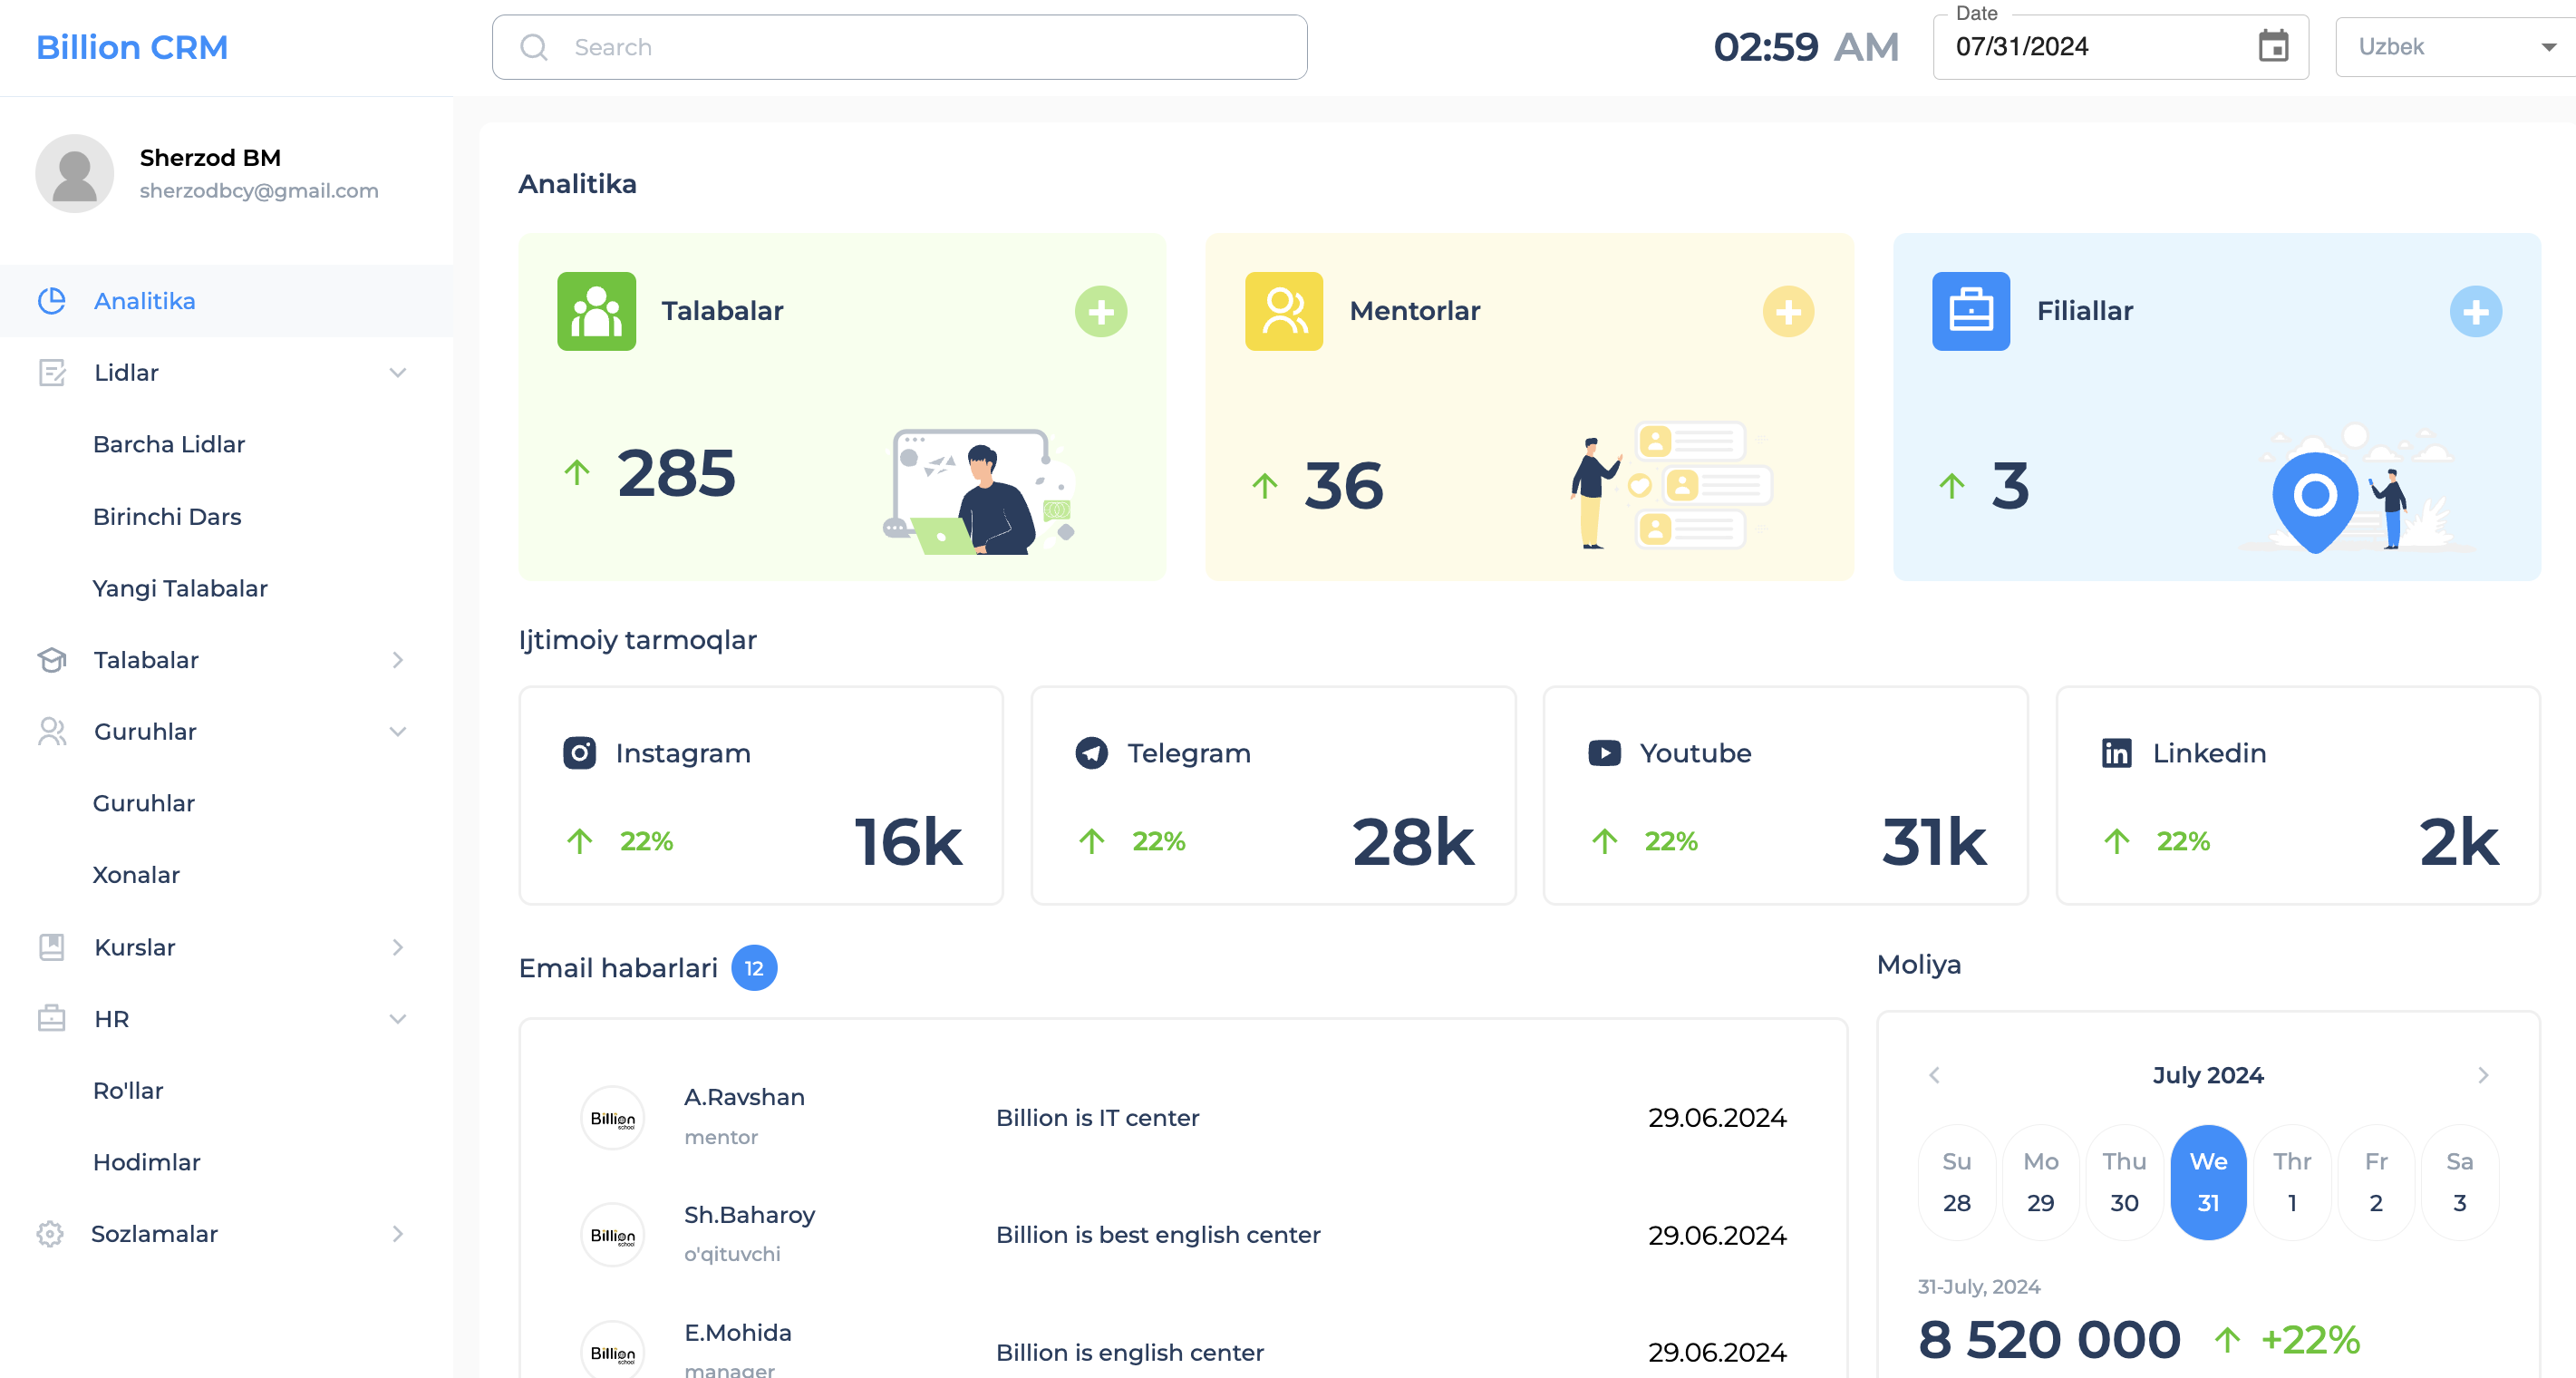 Billion CRM
Search
02:59 AM
Date
07/31/2024
Uzbek
Sherzod BM
sherzodbcy@gmail.com
Analitika
Lidlar
Barcha Lidlar
Birinchi Dars
Yangi Talabalar
Talabalar
Guruhlar
Guruhlar
Xonalar
Kurslar
HR
Ro'llar
Hodimlar
Sozlamalar
Analitika
Talabalar
285
Mentorlar
36
Filiallar
3
Ijtimoiy tarmoqlar
Instagram
22% 16k
Telegram
22% 28k
Youtube
22% 31k
Linkedin
22% 2k
Email habarlari 12
Billion school
A.Ravshan
mentor
Billion is IT center
29.06.2024
Billion school
Sh.Baharoy
o'qituvchi
Billion is best english center
29.06.2024
Billion school
E.Mohida
manager
Billion is english center
29.06.2024
Moliya
July 2024
Su Mo Thu We Thr Fr Sa
28 29 30 31 1 2 3
31-July, 2024
8 520 000 +22%